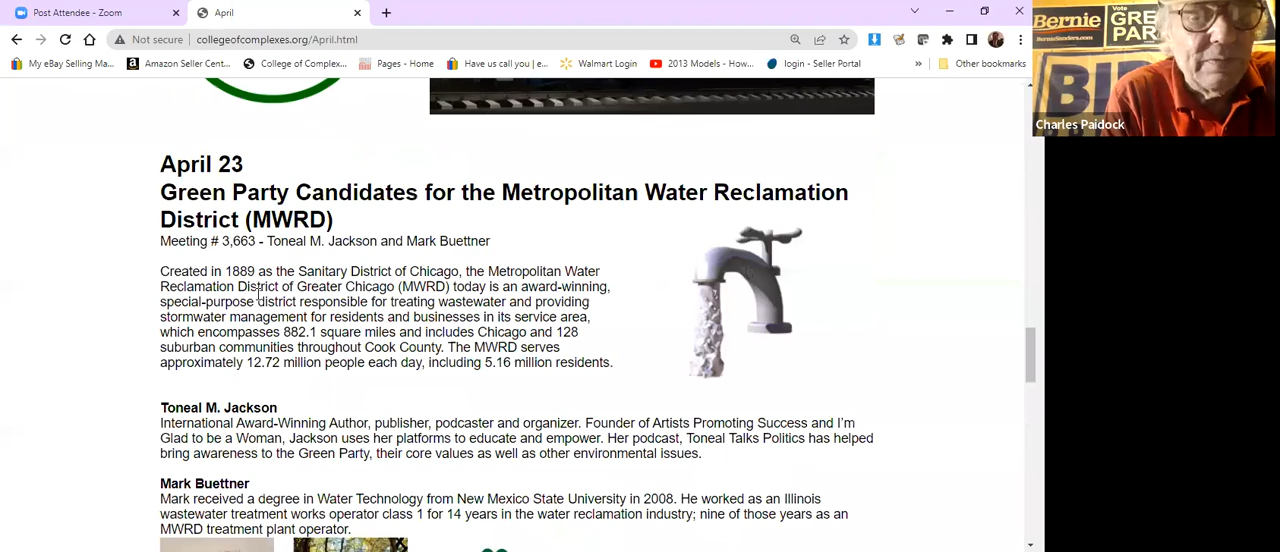 Post Attendee - Zoom
April
Not secure
collegeofcomplexes.org/April.html
My eBay Selling Ma...
Amazon Seller Cent...
College of Complex...
Pages - Home
Have us call you | e...
Walmart Login
2013 Models - How...
login - Seller Portal
»
Other bookmarks
April 23
Green Party Candidates for the Metropolitan Water Reclamation
District (MWRD)
Meeting # 3,663 - Toneal M. Jackson and Mark Buettner
Created in 1889 as the Sanitary District of Chicago, the Metropolitan Water
Reclamation District of Greater Chicago (MWRD) today is an award-winning,
special-purpose district responsible for treating wastewater and providing
stormwater management for residents and businesses in its service area,
which encompasses 882.1 square miles and includes Chicago and 128
suburban communities throughout Cook County. The MWRD serves
approximately 12.72 million people each day, including 5.16 million residents.
Toneal M. Jackson
International Award-Winning Author, publisher, podcaster and organizer. Founder of Artists Promoting Success and I'm
Glad to be a Woman, Jackson uses her platforms to educate and empower. Her podcast, Toneal Talks Politics has helped
bring awareness to the Green Party, their core values as well as other environmental issues.
Mark Buettner
Mark received a degree in Water Technology from New Mexico State University in 2008. He worked as an Illinois
wastewater treatment works operator class 1 for 14 years in the water reclamation industry; nine of those years as an
MWRD treatment plant operator.
Bernie
BernieSanders.com
Vote
GREE
PAR
BI
Charles Paidock